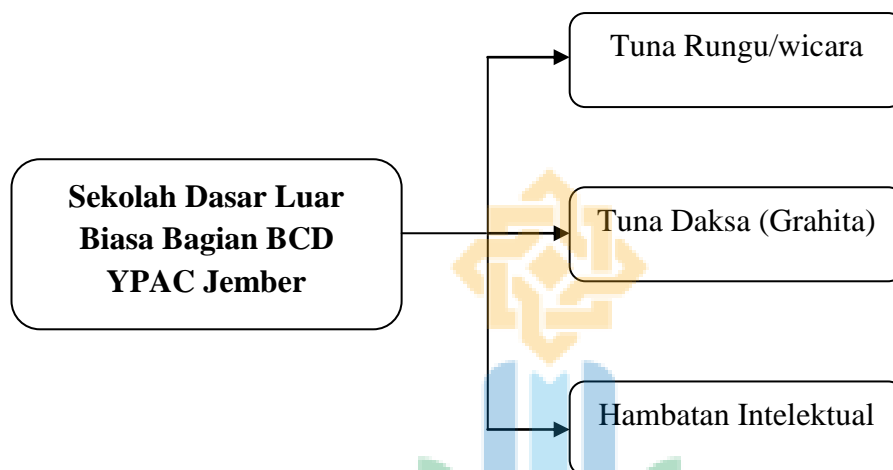 Tuna Rungu/wicara
Sekolah Dasar Luar
Biasa Bagian BCD
YPAC Jember
Tuna Daksa (Grahita)
Hambatan Intelektual